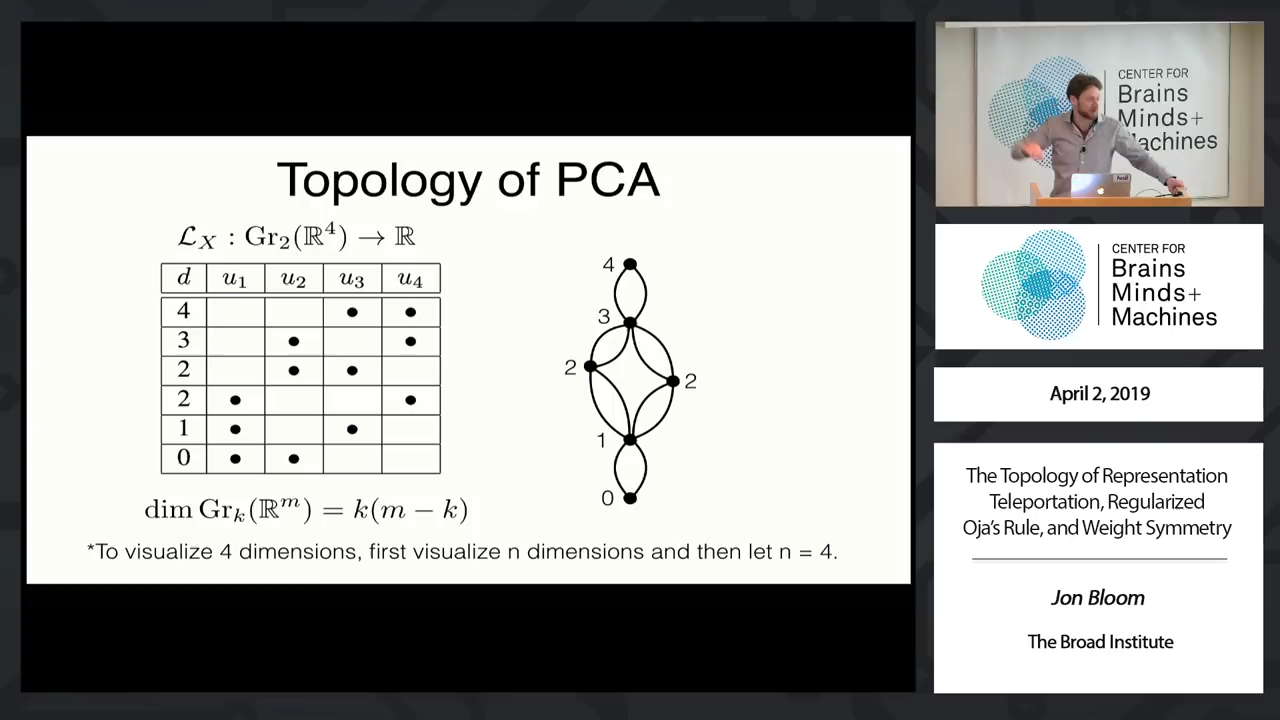 Topology of PCA
𝓛_X : Gr₂(ℝ⁴) → ℝ
d u₁ u₂ u₃ u₄
4 • •
3 • •
2 • •
2 • •
1 • •
0 • •
dim Gr_k(ℝ^m) = k(m − k)
4
3
2
2
1
0
*To visualize 4 dimensions, first visualize n dimensions and then let n = 4.
CENTER FOR
Brains
Minds+
Machines
CENTER FOR
Brains
Minds+
Machines
April 2, 2019
The Topology of Representation
Teleportation, Regularized
Oja's Rule, and Weight Symmetry
Jon Bloom
The Broad Institute